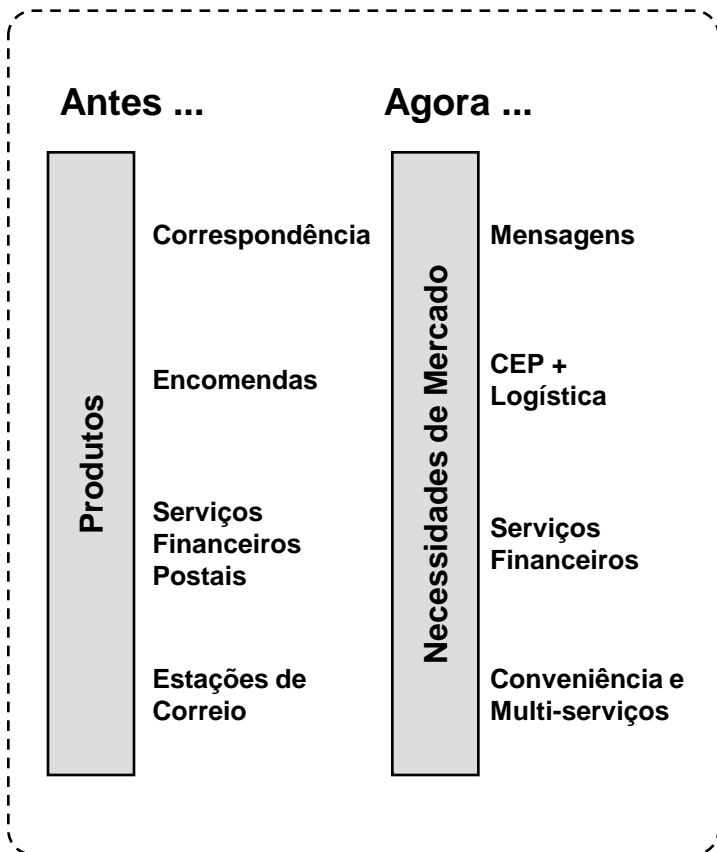 Antes ...
Produtos
Correspondência
Encomendas
Serviços
Financeiros
Postais
Estações de
Correio
Agora ...
Necessidades de Mercado
Mensagens
CEP +
Logística
Serviços
Financeiros
Conveniência e
Multi-serviços